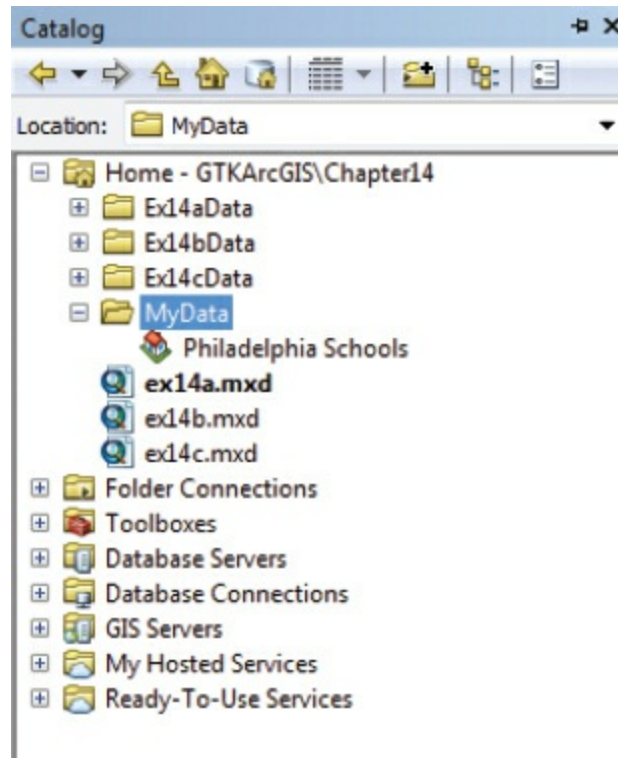 Catalog
Location: MyData
Home - GTKArcGIS\Chapter14
Ex14aData
Ex14bData
Ex14cData
MyData
Philadelphia Schools
ex14a.mxd
ex14b.mxd
ex14c.mxd
Folder Connections
Toolboxes
Database Servers
Database Connections
GIS Servers
My Hosted Services
Ready-To-Use Services